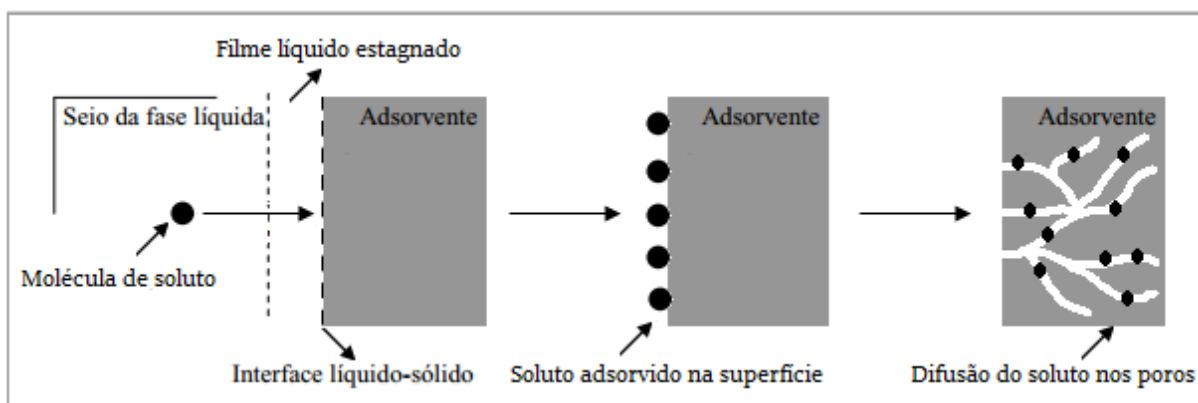 Filme líquido estagnado
Seio da fase líquida
Adsorvente
Adsorvente
Adsorvente
Molécula de soluto
Interface líquido-sólido
Soluto adsorvido na superfície
Difusão do soluto nos poros